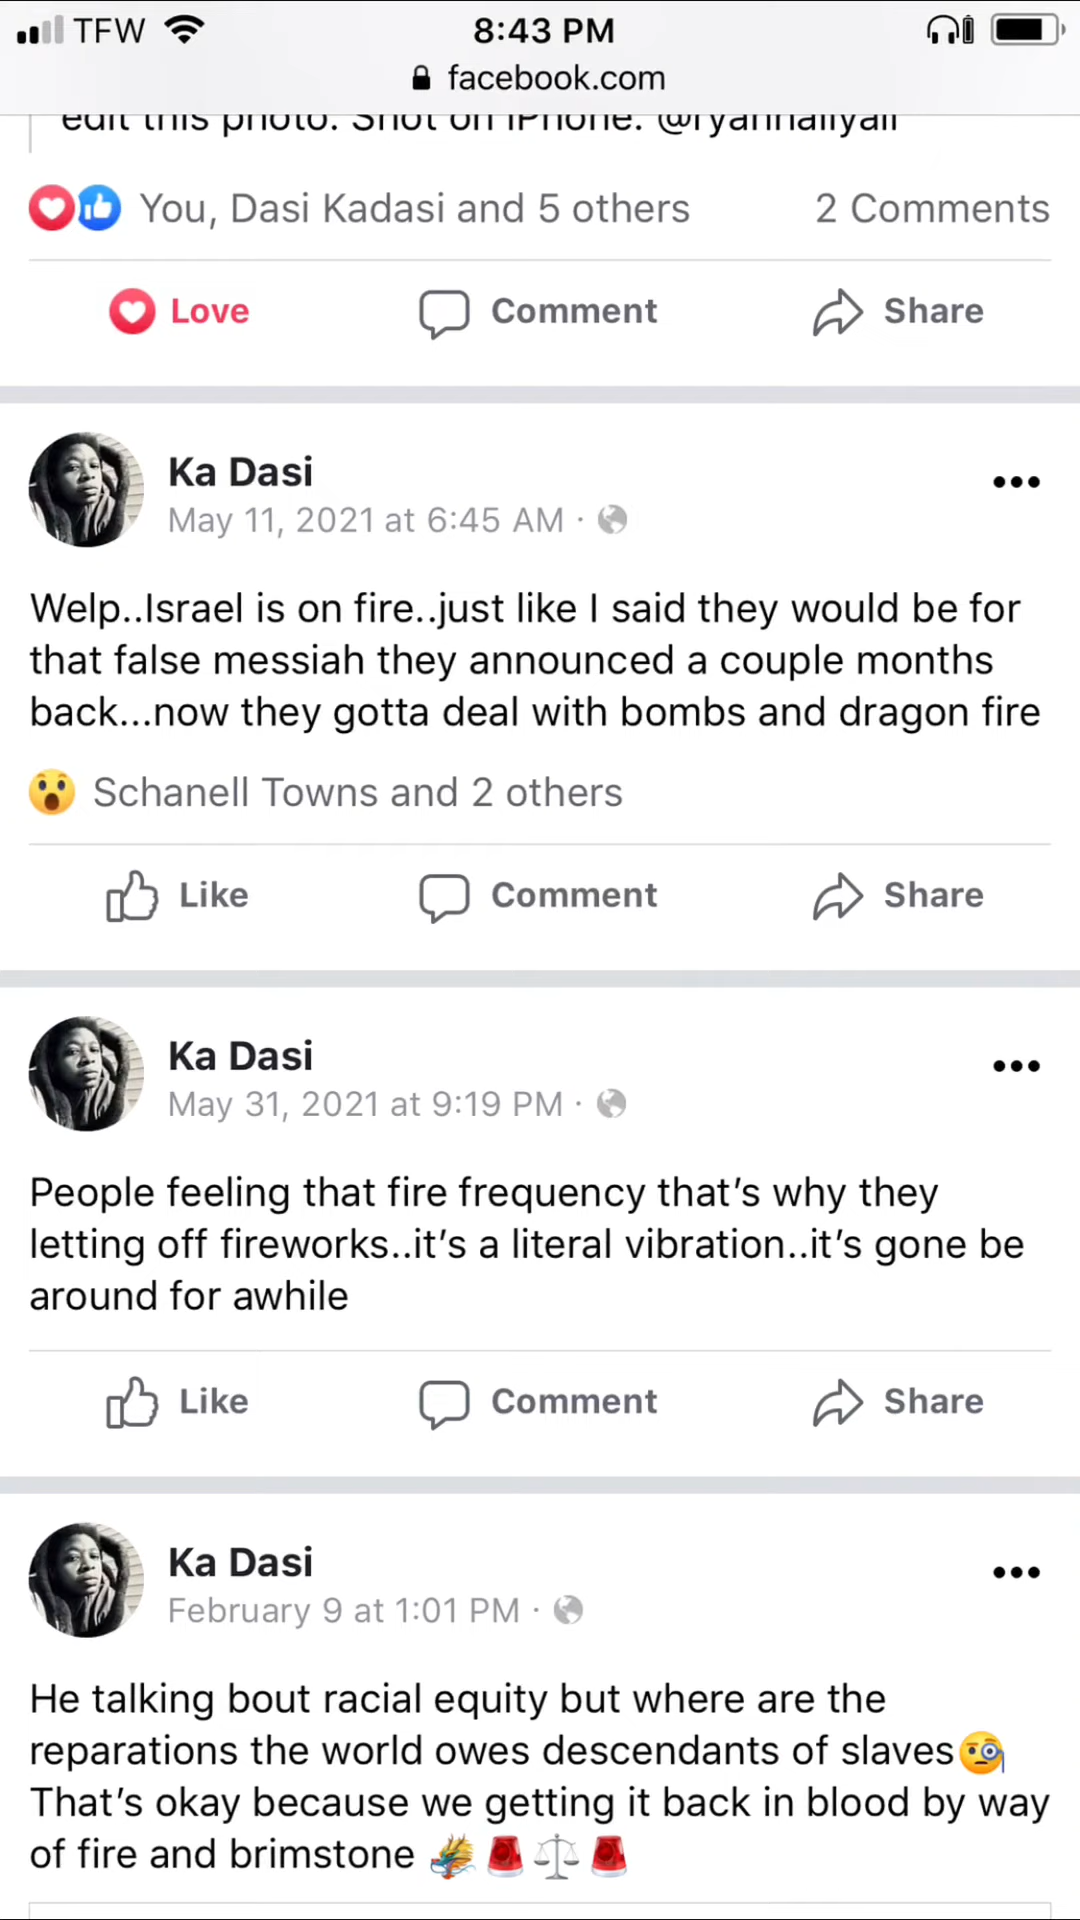 TFW 8:43 PM
facebook.com
edit this photo. Shot on iPhone. @ryanhaliyall
You, Dasi Kadasi and 5 others 2 Comments
Love Comment Share
Ka Dasi
May 11, 2021 at 6:45 AM ·
Welp..Israel is on fire..just like I said they would be for
that false messiah they announced a couple months
back...now they gotta deal with bombs and dragon fire
😮 Schanell Towns and 2 others
Like Comment Share
Ka Dasi
May 31, 2021 at 9:19 PM ·
People feeling that fire frequency that's why they
letting off fireworks..it's a literal vibration..it's gone be
around for awhile
Like Comment Share
Ka Dasi
February 9 at 1:01 PM ·
He talking bout racial equity but where are the
reparations the world owes descendants of slaves🧐
That's okay because we getting it back in blood by way
of fire and brimstone 🐉🚨⚖️🚨